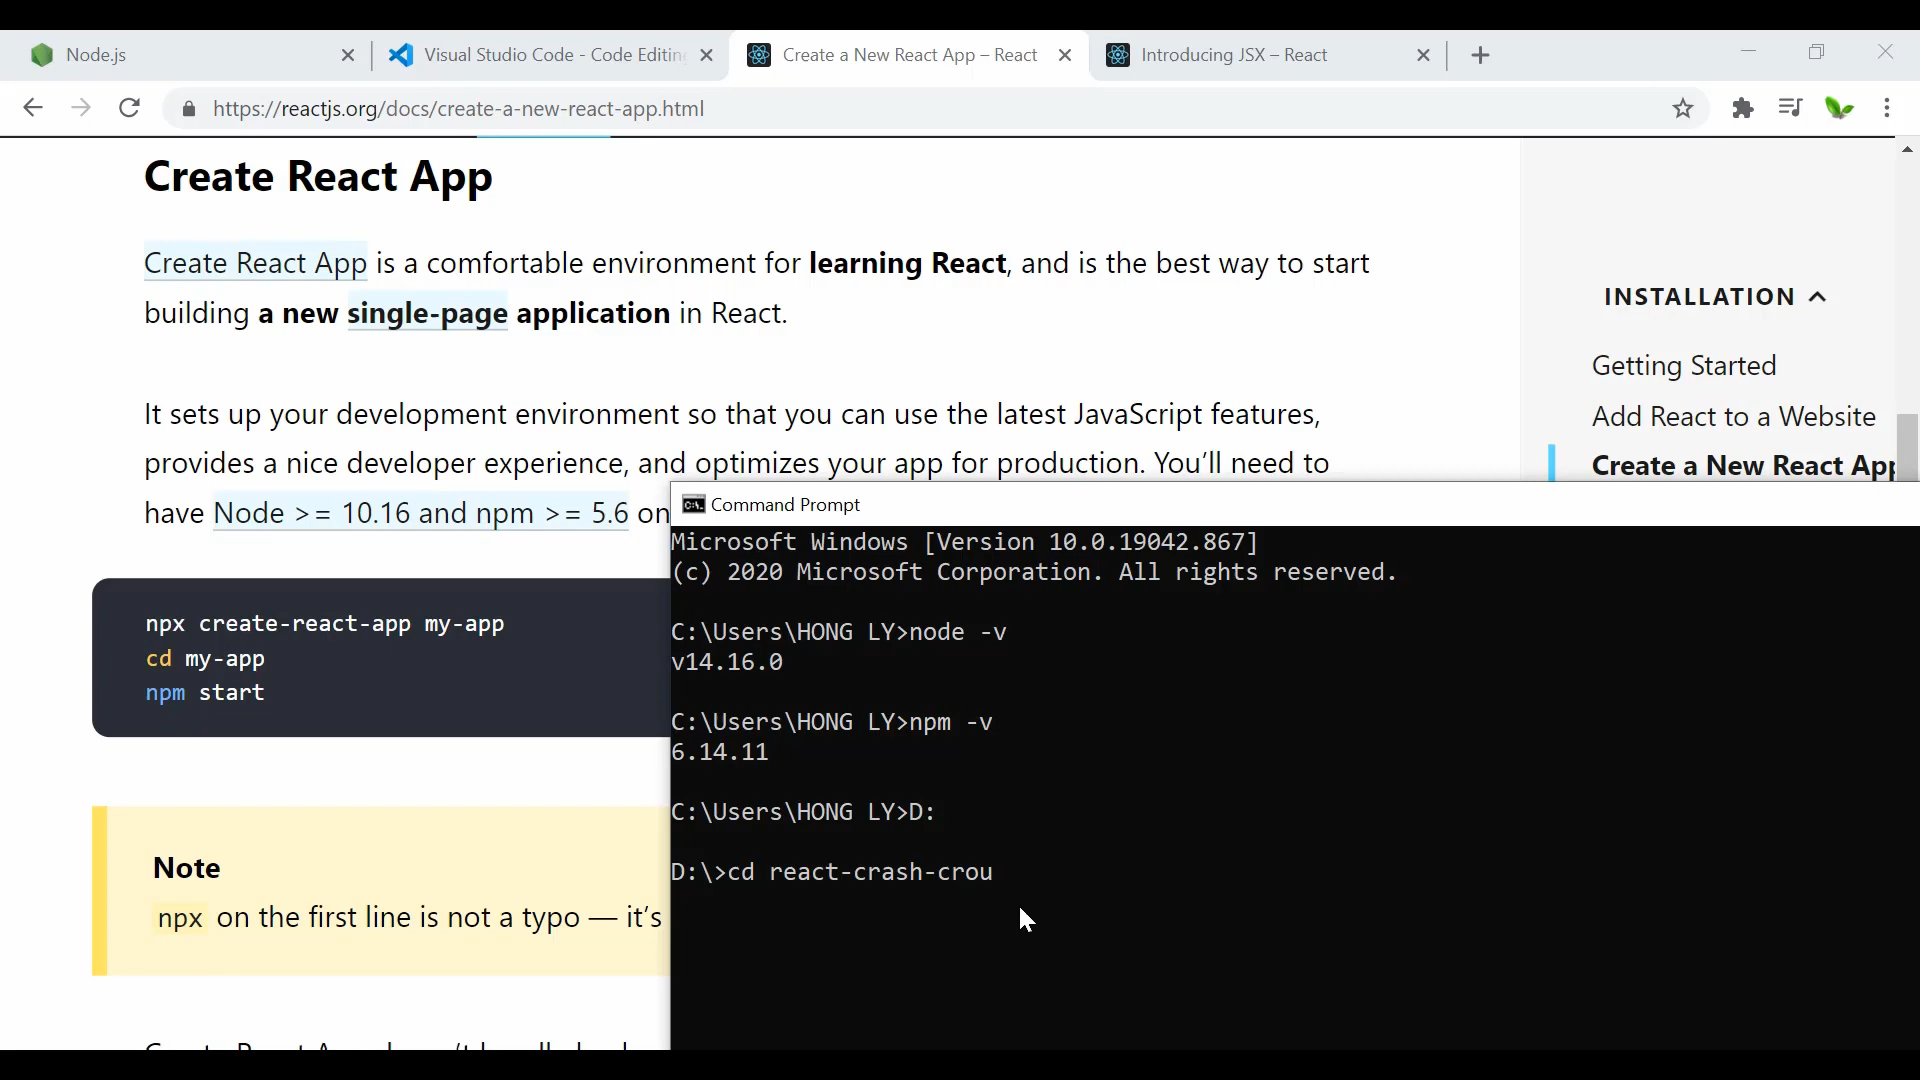 Node.js
Visual Studio Code - Code Editin
Create a New React App – React
Introducing JSX – React
https://reactjs.org/docs/create-a-new-react-app.html
Create React App
Create React App is a comfortable environment for learning React, and is the best way to start
building a new single-page application in React.
It sets up your development environment so that you can use the latest JavaScript features,
provides a nice developer experience, and optimizes your app for production. You’ll need to
have Node >= 10.16 and npm >= 5.6 on
npx create-react-app my-app
cd my-app
npm start
Note
npx on the first line is not a typo — it’s
INSTALLATION
Getting Started
Add React to a Website
Create a New React App
Command Prompt
Microsoft Windows [Version 10.0.19042.867]
(c) 2020 Microsoft Corporation. All rights reserved.
C:\Users\HONG LY>node -v
v14.16.0
C:\Users\HONG LY>npm -v
6.14.11
C:\Users\HONG LY>D:
D:\>cd react-crash-crou